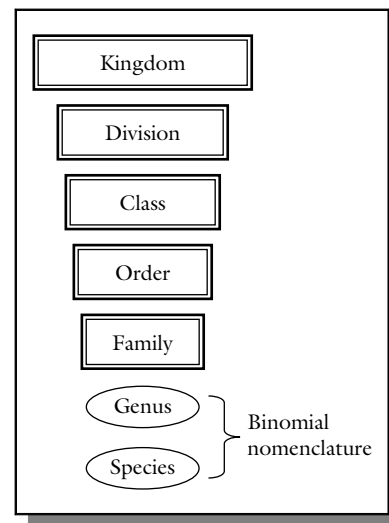 Kingdom
Division
Class
Order
Family
Genus
Species
Binomial
nomenclature